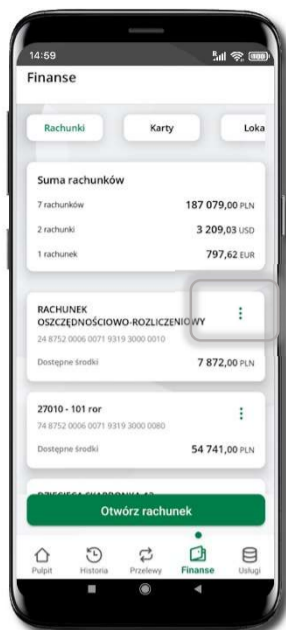 14:59
Finanse
Rachunki Karty Loka
Suma rachunków
7 rachunków 187 079,00 PLN
2 rachunki 3 209,03 USD
1 rachunek 797,62 EUR
RACHUNEK
OSZCZĘDNOŚCIOWO-ROZLICZENIOWY
24 8752 0006 0071 9319 3000 0010
Dostępne środki 7 872,00 PLN
27010 - 101 ror
74 8752 0006 0071 9319 3000 0080
Dostępne środki 54 741,00 PLN
Otwórz rachunek
Pulpit Historia Przelewy Finanse Usługi